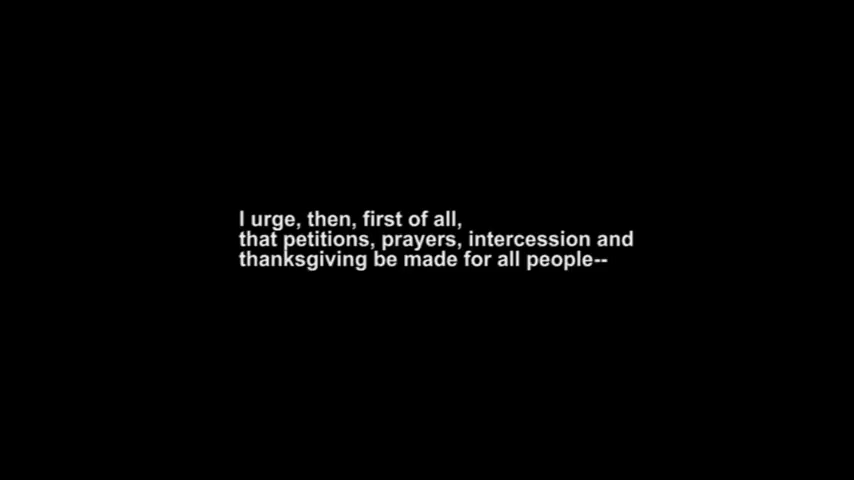 I urge, then, first of all,
that petitions, prayers, intercession and
thanksgiving be made for all people--